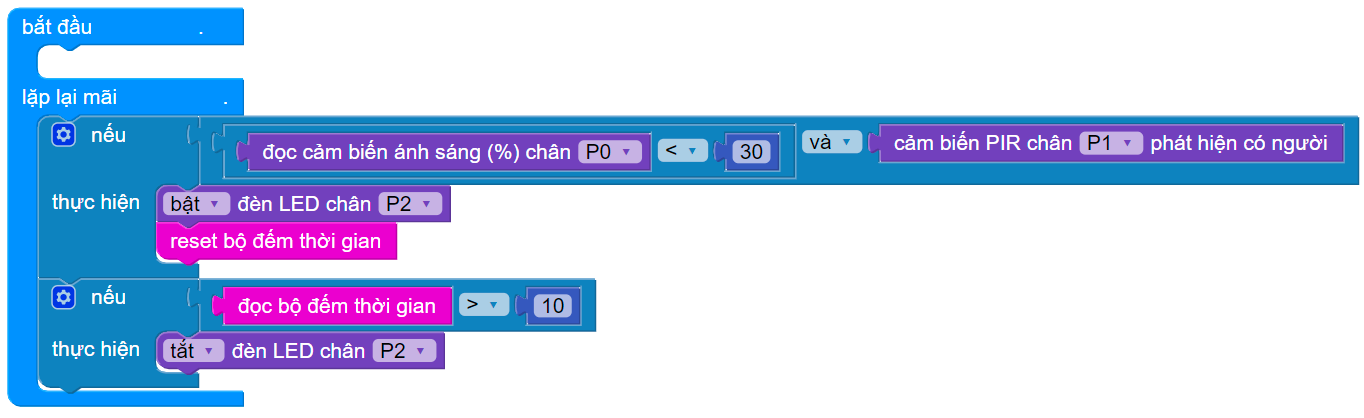 bắt đầu .
lặp lại mãi .
nếu đọc cảm biến ánh sáng (%) chân P0 < 30 và cảm biến PIR chân P1 phát hiện có người
thực hiện bật đèn LED chân P2
reset bộ đếm thời gian
nếu đọc bộ đếm thời gian > 10
thực hiện tắt đèn LED chân P2